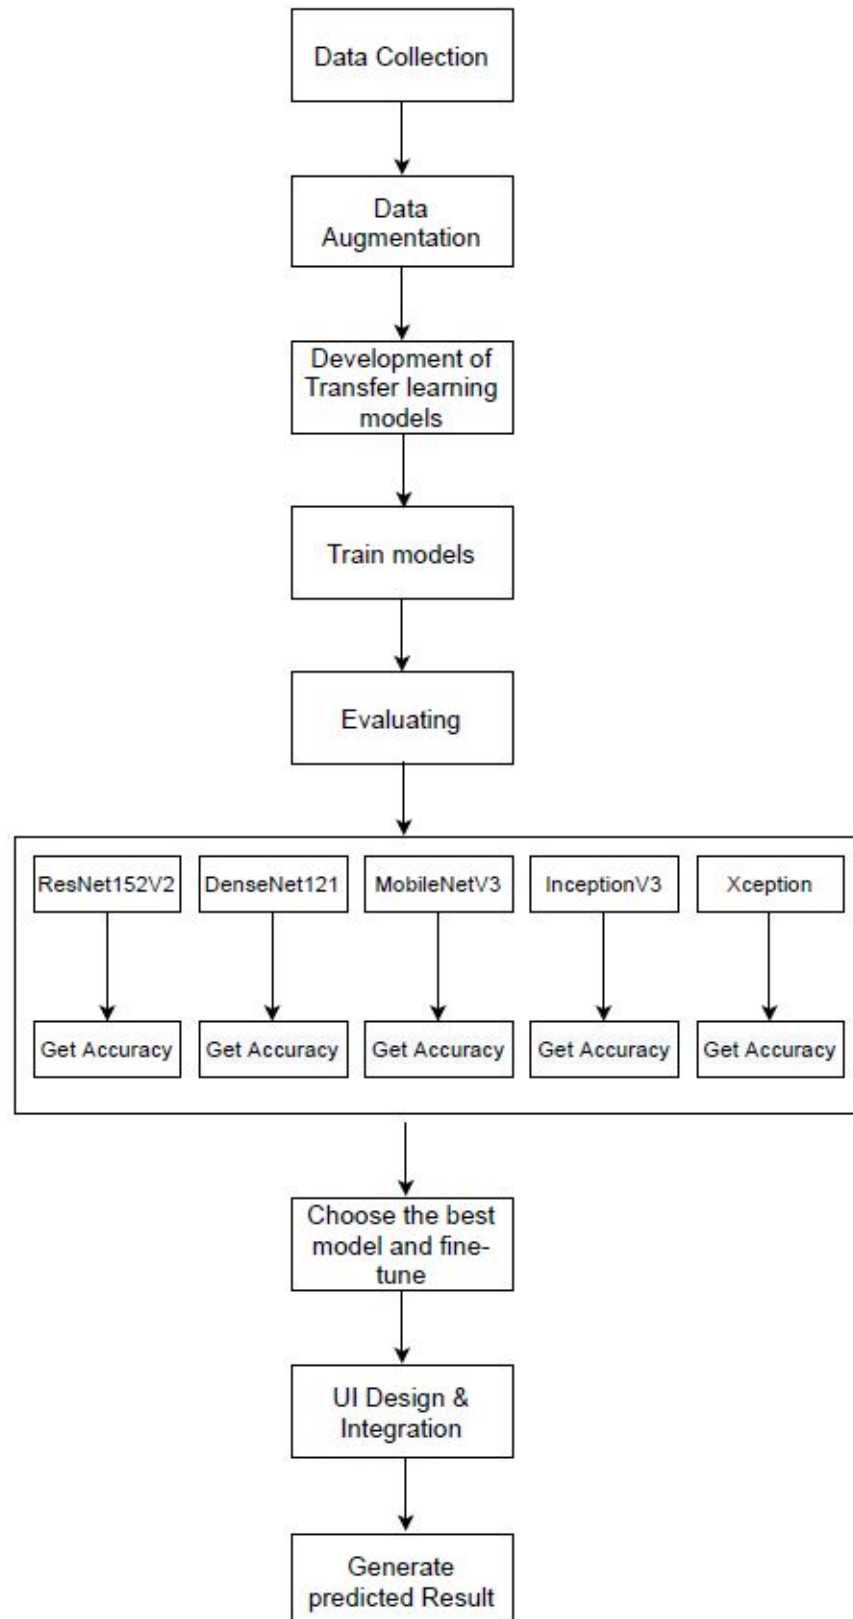 Data Collection
Data
Augmentation
Development of
Transfer learning
models
Train models
Evaluating
ResNet152V2
DenseNet121
MobileNetV3
InceptionV3
Xception
Get Accuracy
Get Accuracy
Get Accuracy
Get Accuracy
Get Accuracy
Choose the best
model and fine-
tune
UI Design &
Integration
Generate
predicted Result